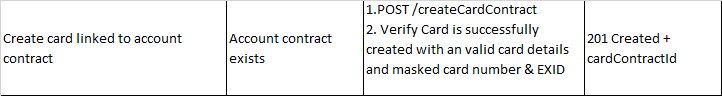 Create card linked to account
contract
Account contract
exists
1.POST /createCardContract
2. Verify Card is successfully
created with an valid card details
and masked card number & EXID
201 Created +
cardContractId